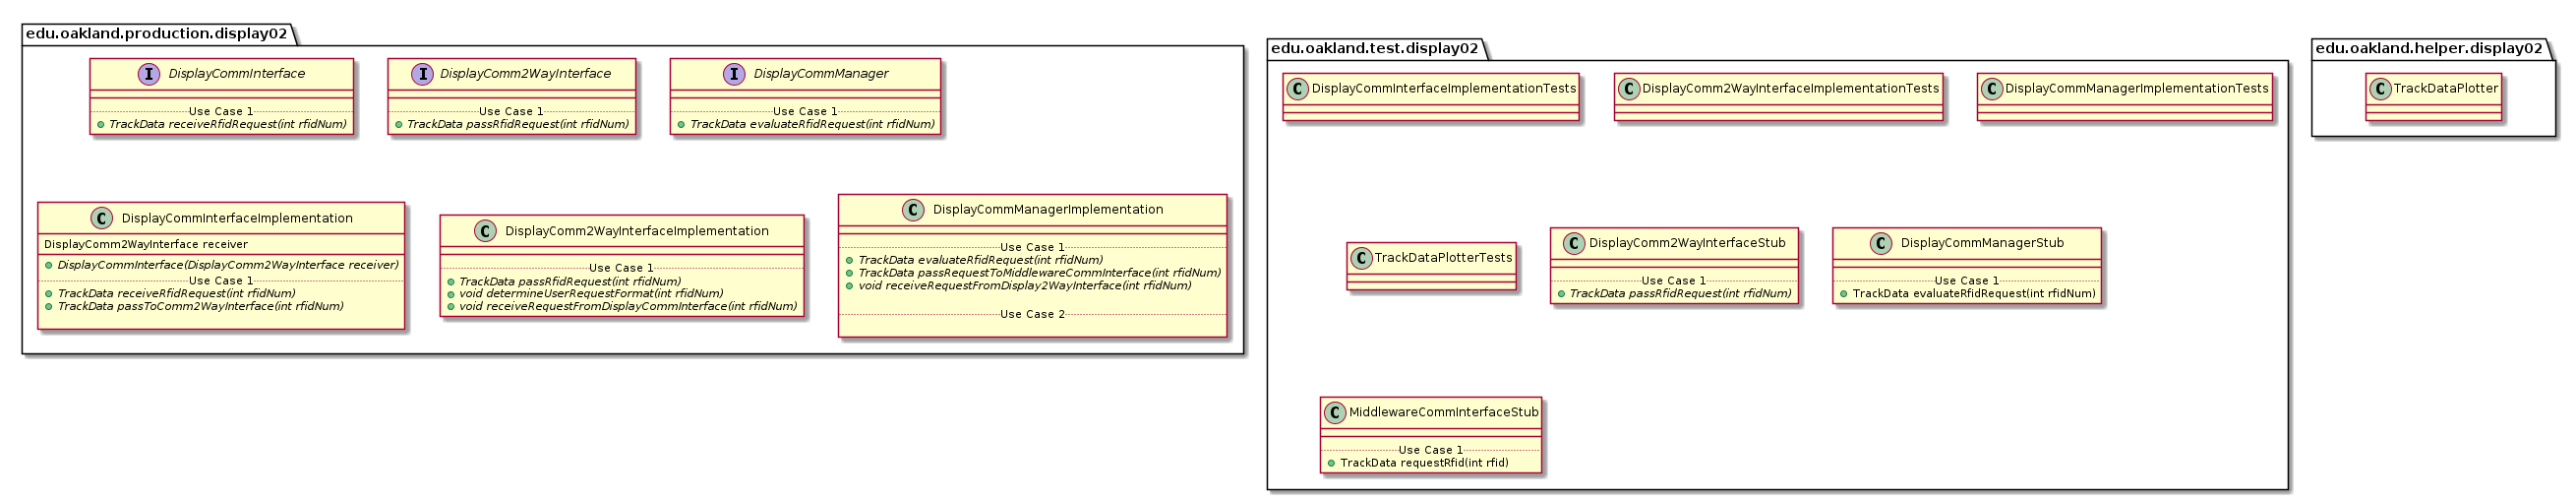 edu.oakland.production.display02
I DisplayCommInterface
Use Case 1
TrackData receiveRfidRequest(int rfidNum)
I DisplayComm2WayInterface
Use Case 1
TrackData passRfidRequest(int rfidNum)
I DisplayCommManager
Use Case 1
TrackData evaluateRfidRequest(int rfidNum)
C DisplayCommInterfaceImplementation
DisplayComm2WayInterface receiver
DisplayCommInterface(DisplayComm2WayInterface receiver)
Use Case 1
TrackData receiveRfidRequest(int rfidNum)
TrackData passToComm2WayInterface(int rfidNum)
C DisplayComm2WayInterfaceImplementation
Use Case 1
TrackData passRfidRequest(int rfidNum)
void determineUserRequestFormat(int rfidNum)
void receiveRequestFromDisplayCommInterface(int rfidNum)
C DisplayCommManagerImplementation
Use Case 1
TrackData evaluateRfidRequest(int rfidNum)
TrackData passRequestToMiddlewareCommInterface(int rfidNum)
void receiveRequestFromDisplay2WayInterface(int rfidNum)
Use Case 2
edu.oakland.test.display02
C DisplayCommInterfaceImplementationTests
C DisplayComm2WayInterfaceImplementationTests
C DisplayCommManagerImplementationTests
C TrackDataPlotterTests
C DisplayComm2WayInterfaceStub
Use Case 1
TrackData passRfidRequest(int rfidNum)
C DisplayCommManagerStub
Use Case 1
TrackData evaluateRfidRequest(int rfidNum)
C MiddlewareCommInterfaceStub
Use Case 1
TrackData requestRfid(int rfid)
edu.oakland.helper.display02
C TrackDataPlotter